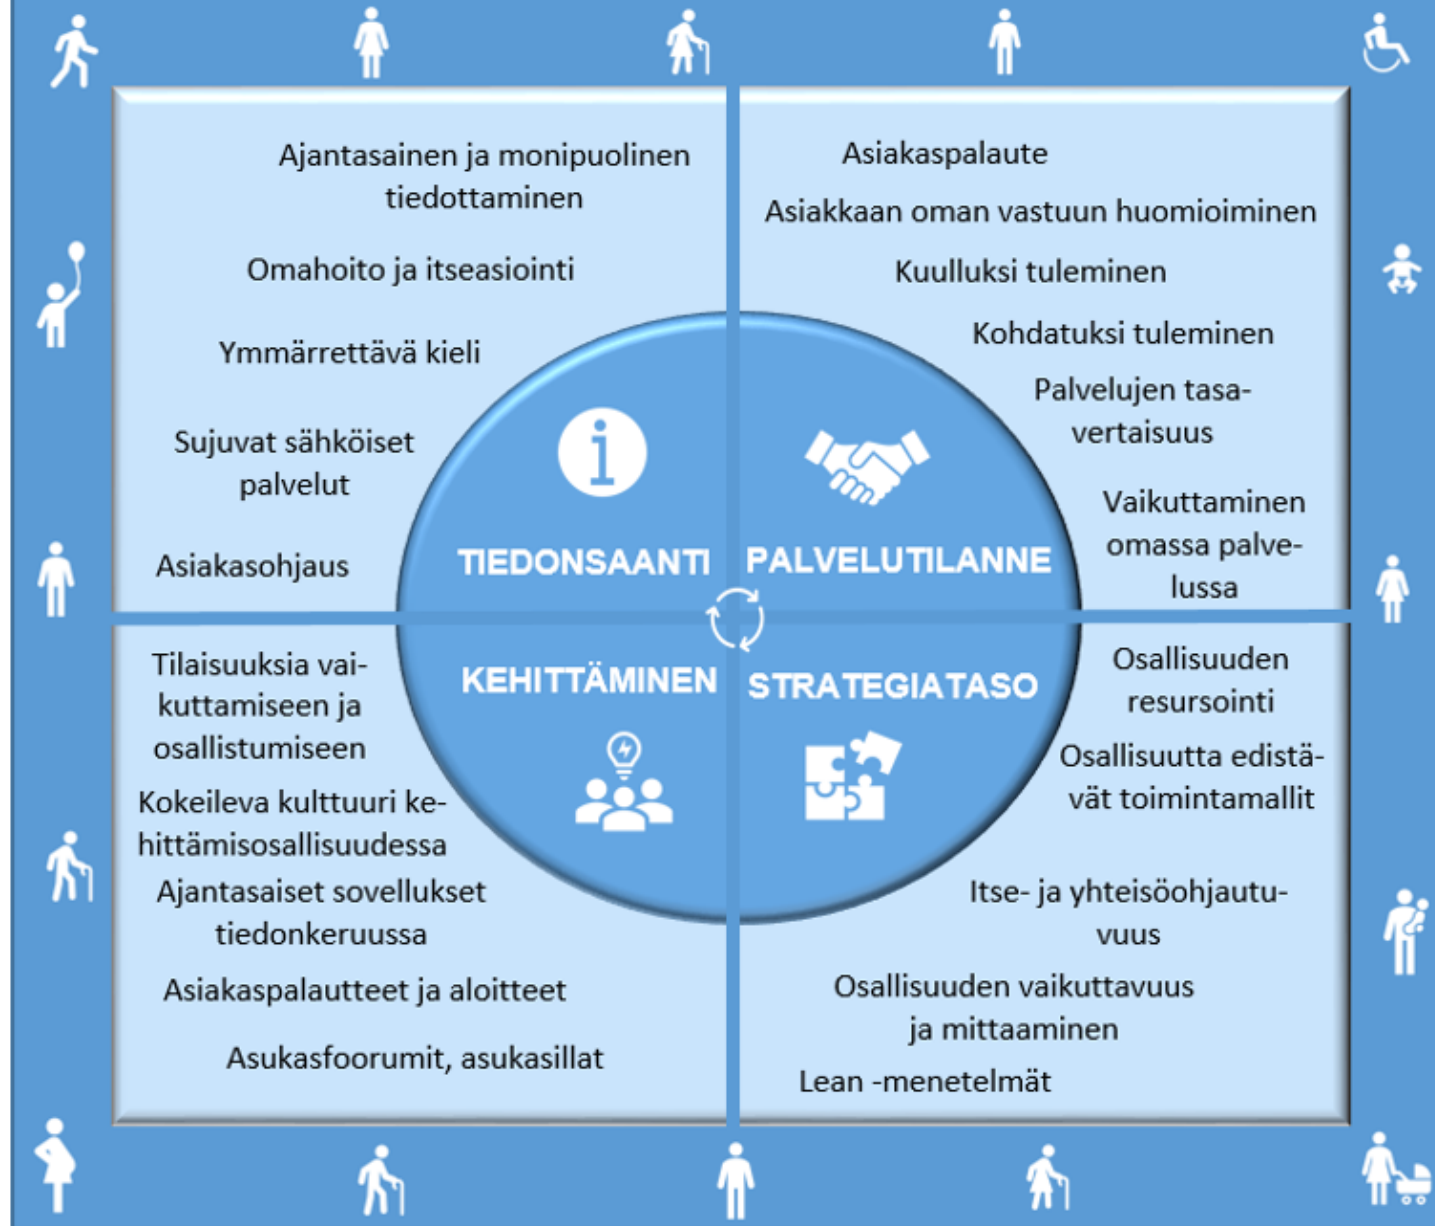 Ajantasainen ja monipuolinen
tiedottaminen
Omahoito ja itseasiointi
Ymmärrettävä kieli
Sujuvat sähköiset
palvelut
Asiakasohjaus
TIEDONSAANTI
Asiakaspalaute
Asiakkaan oman vastuun huomioiminen
Kuulluksi tuleminen
Kohdatuksi tuleminen
Palvelujen tasa-
vertaisuus
Vaikuttaminen
omassa palve-
lussa
PALVELUTILANNE
Tilaisuuksia vai-
kuttamiseen ja
osallistumiseen
Kokeileva kulttuuri ke-
hittämisosallisuudessa
Ajantasaiset sovellukset
tiedonkeruussa
Asiakaspalautteet ja aloitteet
Asukasfoorumit, asukasillat
KEHITTÄMINEN
STRATEGIATASO
Osallisuuden
resursointi
Osallisuutta edistä-
vät toimintamallit
Itse- ja yhteisöohjautu-
vuus
Osallisuuden vaikuttavuus
ja mittaaminen
Lean -menetelmät